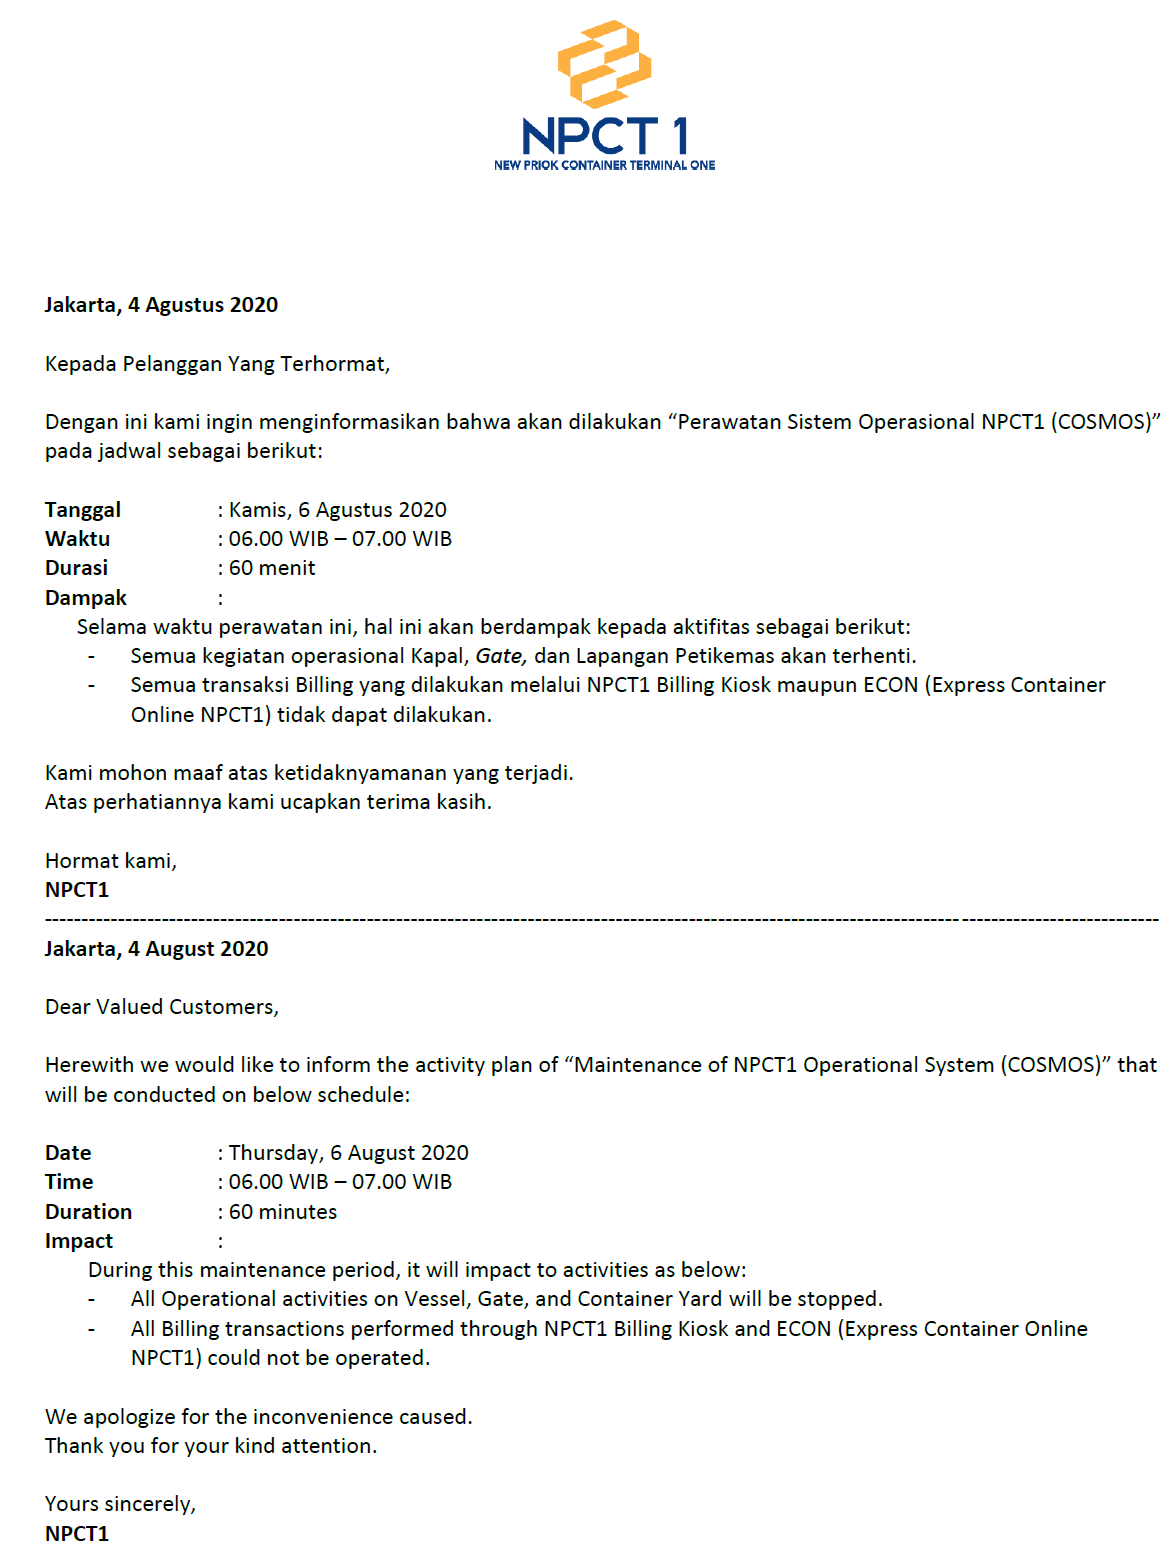 NPCT 1
NEW PRIOK CONTAINER TERMINAL ONE
Jakarta, 4 Agustus 2020
Kepada Pelanggan Yang Terhormat,
Dengan ini kami ingin menginformasikan bahwa akan dilakukan “Perawatan Sistem Operasional NPCT1 (COSMOS)”
pada jadwal sebagai berikut:
Tanggal : Kamis, 6 Agustus 2020
Waktu : 06.00 WIB – 07.00 WIB
Durasi : 60 menit
Dampak :
Selama waktu perawatan ini, hal ini akan berdampak kepada aktifitas sebagai berikut:
- Semua kegiatan operasional Kapal, Gate, dan Lapangan Petikemas akan terhenti.
- Semua transaksi Billing yang dilakukan melalui NPCT1 Billing Kiosk maupun ECON (Express Container
Online NPCT1) tidak dapat dilakukan.
Kami mohon maaf atas ketidaknyamanan yang terjadi.
Atas perhatiannya kami ucapkan terima kasih.
Hormat kami,
NPCT1
--------------------------------------------------------------------------------------------------------------------------------------------------------
Jakarta, 4 August 2020
Dear Valued Customers,
Herewith we would like to inform the activity plan of “Maintenance of NPCT1 Operational System (COSMOS)” that
will be conducted on below schedule:
Date : Thursday, 6 August 2020
Time : 06.00 WIB – 07.00 WIB
Duration : 60 minutes
Impact :
During this maintenance period, it will impact to activities as below:
- All Operational activities on Vessel, Gate, and Container Yard will be stopped.
- All Billing transactions performed through NPCT1 Billing Kiosk and ECON (Express Container Online
NPCT1) could not be operated.
We apologize for the inconvenience caused.
Thank you for your kind attention.
Yours sincerely,
NPCT1